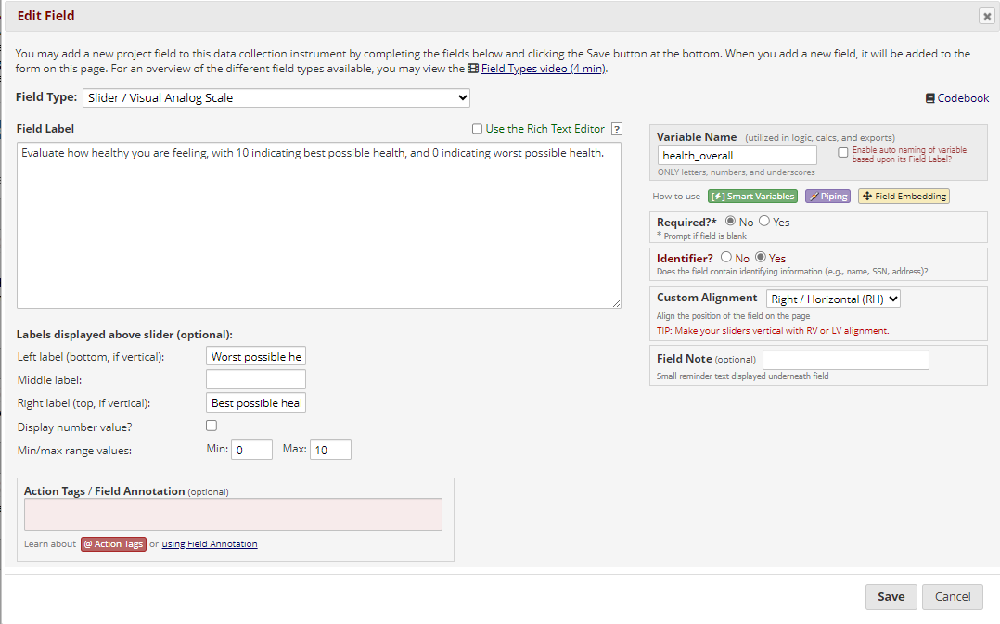 Edit Field
You may add a new project field to this data collection instrument by completing the fields below and clicking the Save button at the bottom. When you add a new field, it will be added to the
form on this page. For an overview of the different field types available, you may view the Field Types video (4 min).
Field Type: Slider / Visual Analog Scale
Codebook
Field Label
Use the Rich Text Editor ?
Evaluate how healthy you are feeling, with 10 indicating best possible health, and 0 indicating worst possible health.
Labels displayed above slider (optional):
Left label (bottom, if vertical): Worst possible he
Middle label:
Right label (top, if vertical): Best possible heal
Display number value?
Min/max range values: Min: 0 Max: 10
Action Tags / Field Annotation (optional)
Learn about @ Action Tags or using Field Annotation
Variable Name (utilized in logic, calcs, and exports)
health_overall
Enable auto naming of variable
based upon its Field Label?
ONLY letters, numbers, and underscores
How to use [⚡] Smart Variables Piping Field Embedding
Required?* No Yes
* Prompt if field is blank
Identifier? No Yes
Does the field contain identifying information (e.g., name, SSN, address)?
Custom Alignment Right / Horizontal (RH)
Align the position of the field on the page
TIP: Make your sliders vertical with RV or LV alignment.
Field Note (optional)
Small reminder text displayed underneath field
Save Cancel